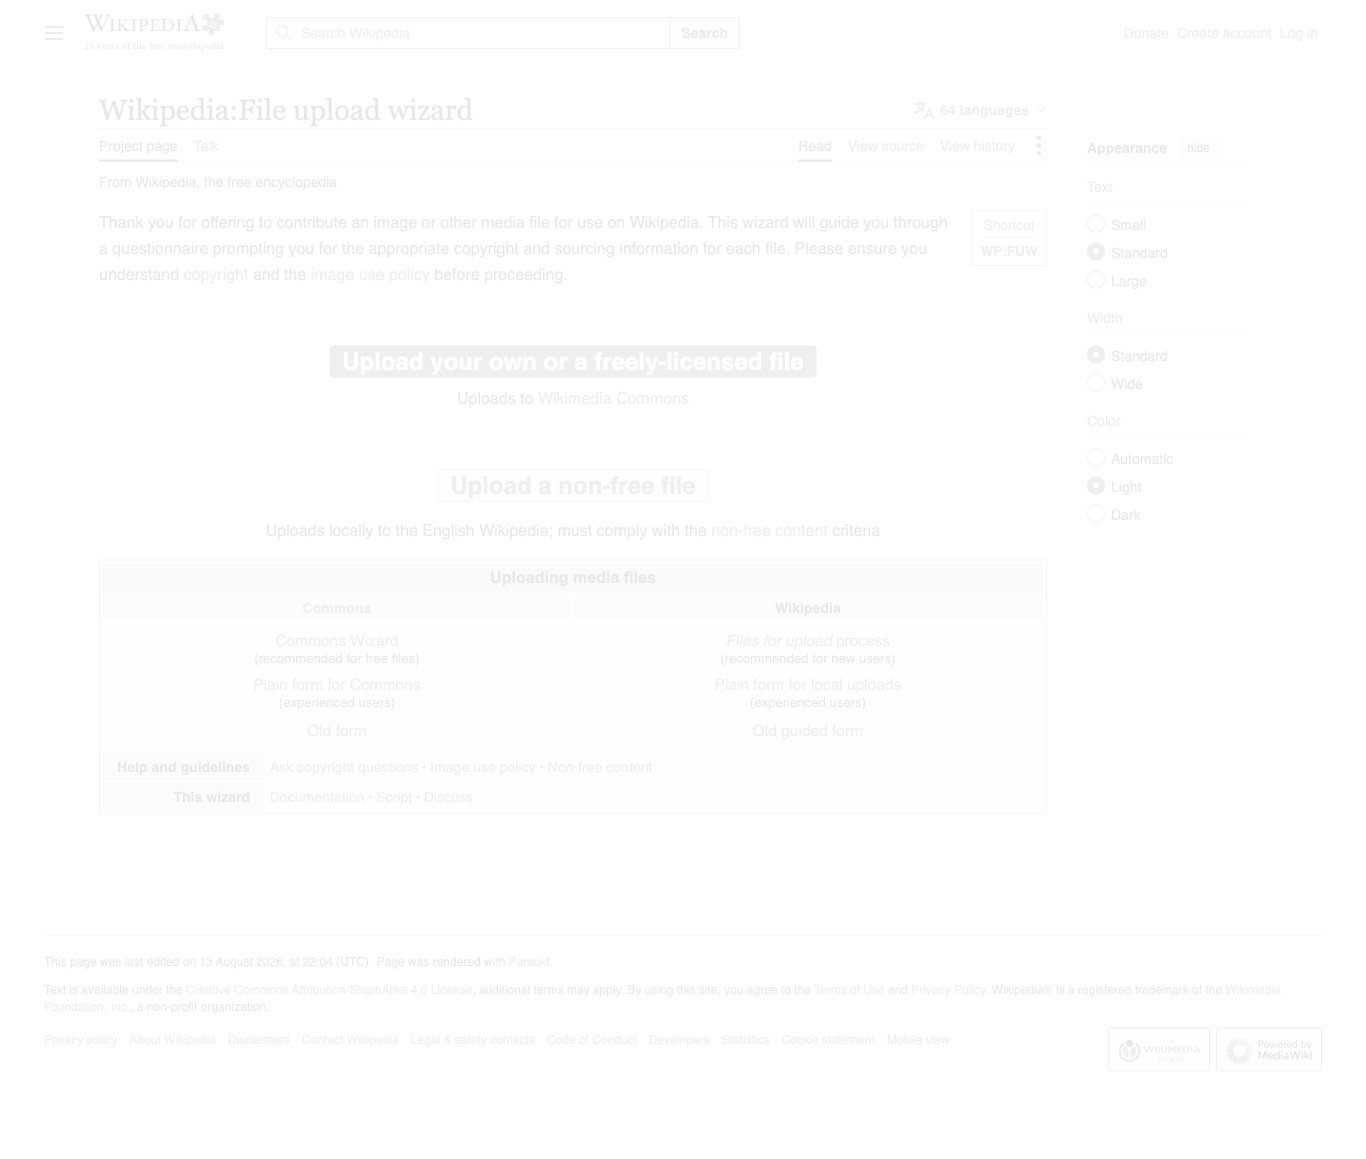 WIKIPEDIA
25 years of the free encyclopedia
Search Wikipedia
Search
Donate Create account Log in
Wikipedia:File upload wizard
64 languages
Project page Talk
Read View source View history
From Wikipedia, the free encyclopedia
Thank you for offering to contribute an image or other media file for use on Wikipedia. This wizard will guide you through
a questionnaire prompting you for the appropriate copyright and sourcing information for each file. Please ensure you
understand copyright and the image use policy before proceeding.
Shortcut
WP:FUW
Upload your own or a freely-licensed file
Uploads to Wikimedia Commons
Upload a non-free file
Uploads locally to the English Wikipedia; must comply with the non-free content criteria
Uploading media files
Commons Wikipedia
Commons Wizard
(recommended for free files)
Files for upload process
(recommended for new users)
Plain form for Commons
(experienced users)
Plain form for local uploads
(experienced users)
Old form
Old guided form
Help and guidelines Ask copyright questions · Image use policy · Non-free content
This wizard Documentation · Script · Discuss
Appearance hide
Text
Small
Standard
Large
Width
Standard
Wide
Color
Automatic
Light
Dark
This page was last edited on 13 August 2026, at 22:04 (UTC). Page was rendered with Parsoid.
Text is available under the Creative Commons Attribution-ShareAlike 4.0 License; additional terms may apply. By using this site, you agree to the Terms of Use and Privacy Policy. Wikipedia® is a registered trademark of the Wikimedia
Foundation, Inc., a non-profit organization.
Privacy policy About Wikipedia Disclaimers Contact Wikipedia Legal & safety contacts Code of Conduct Developers Statistics Cookie statement Mobile view
WIKIMEDIA
project
Powered by
MediaWiki